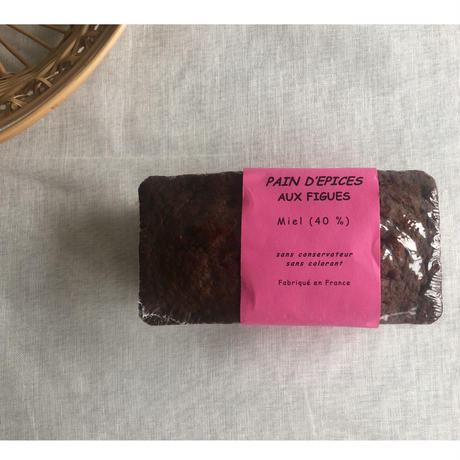 PAIN D'EPICES
AUX FIGUES
Miel (40 %)
sans conservateur
sans colorant
Fabriqué en France